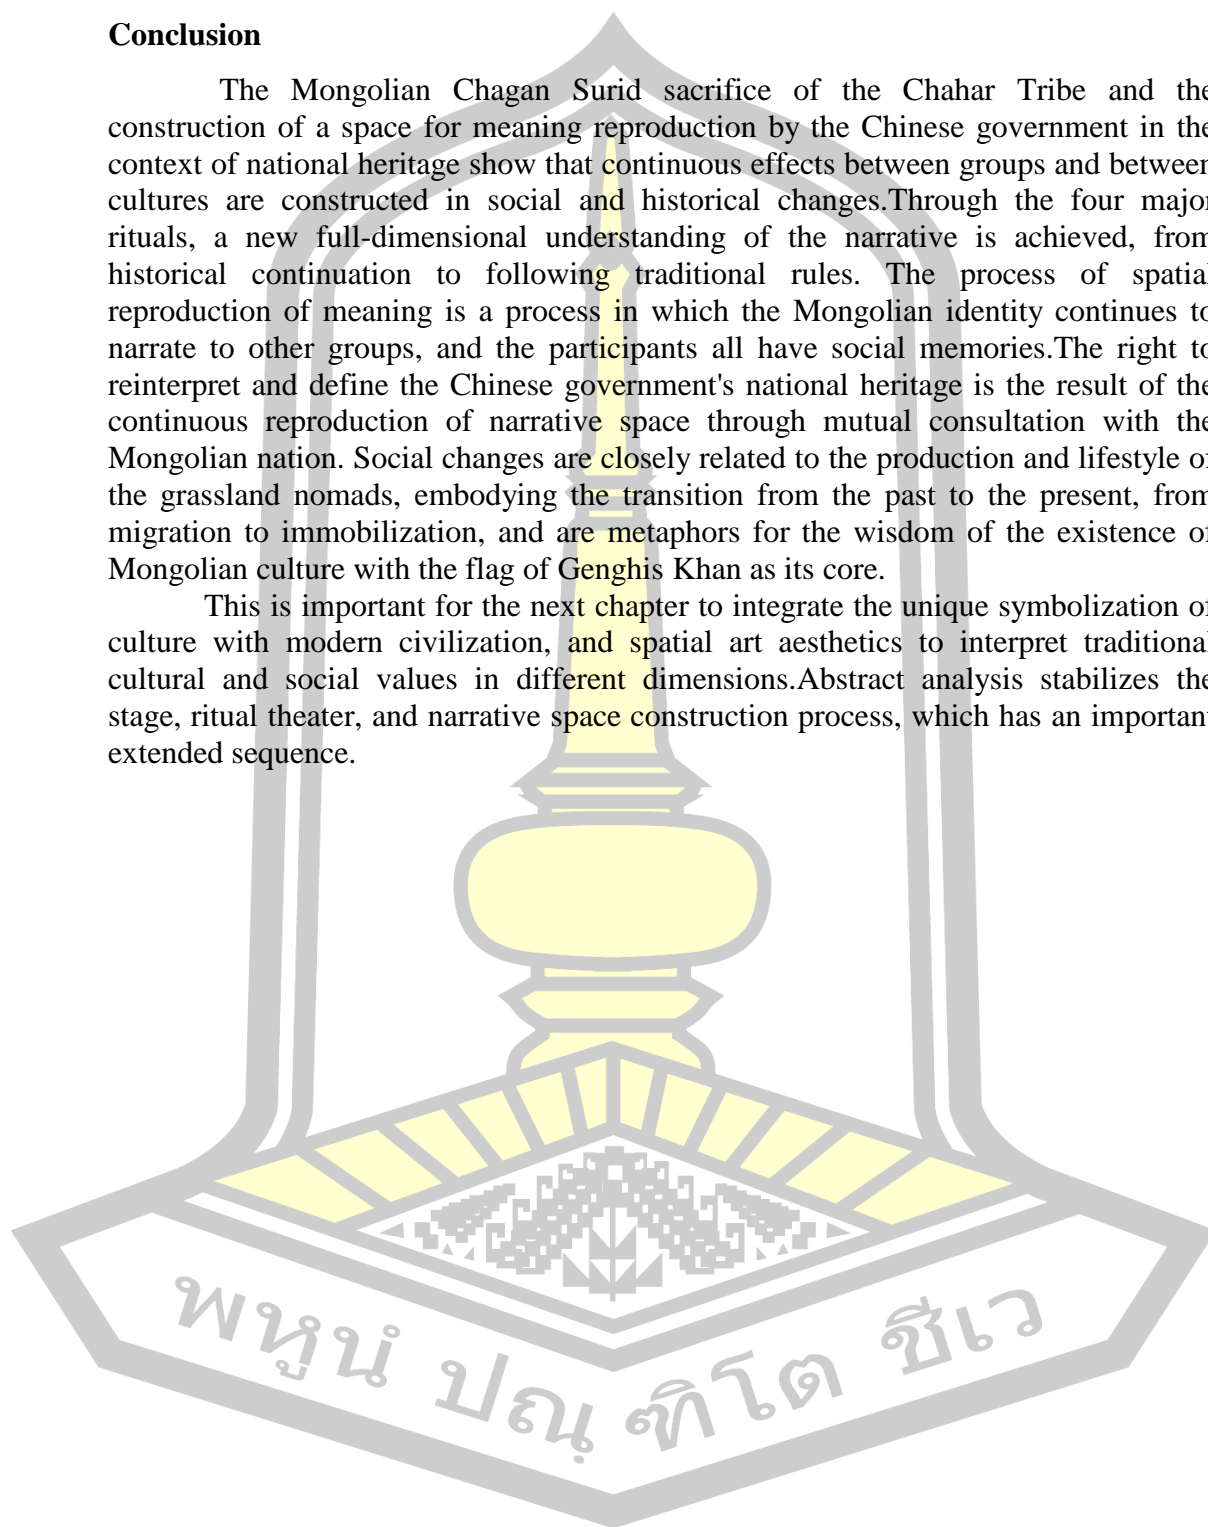 Conclusion
The Mongolian Chagan Surid sacrifice of the Chahar Tribe and the
construction of a space for meaning reproduction by the Chinese government in the
context of national heritage show that continuous effects between groups and between
cultures are constructed in social and historical changes.Through the four major
rituals, a new full-dimensional understanding of the narrative is achieved, from
historical continuation to following traditional rules. The process of spatial
reproduction of meaning is a process in which the Mongolian identity continues to
narrate to other groups, and the participants all have social memories.The right to
reinterpret and define the Chinese government's national heritage is the result of the
continuous reproduction of narrative space through mutual consultation with the
Mongolian nation. Social changes are closely related to the production and lifestyle of
the grassland nomads, embodying the transition from the past to the present, from
migration to immobilization, and are metaphors for the wisdom of the existence of
Mongolian culture with the flag of Genghis Khan as its core.
This is important for the next chapter to integrate the unique symbolization of
culture with modern civilization, and spatial art aesthetics to interpret traditional
cultural and social values in different dimensions.Abstract analysis stabilizes the
stage, ritual theater, and narrative space construction process, which has an important
extended sequence.
พหูนํ ปณฺฑิโต ชีเว